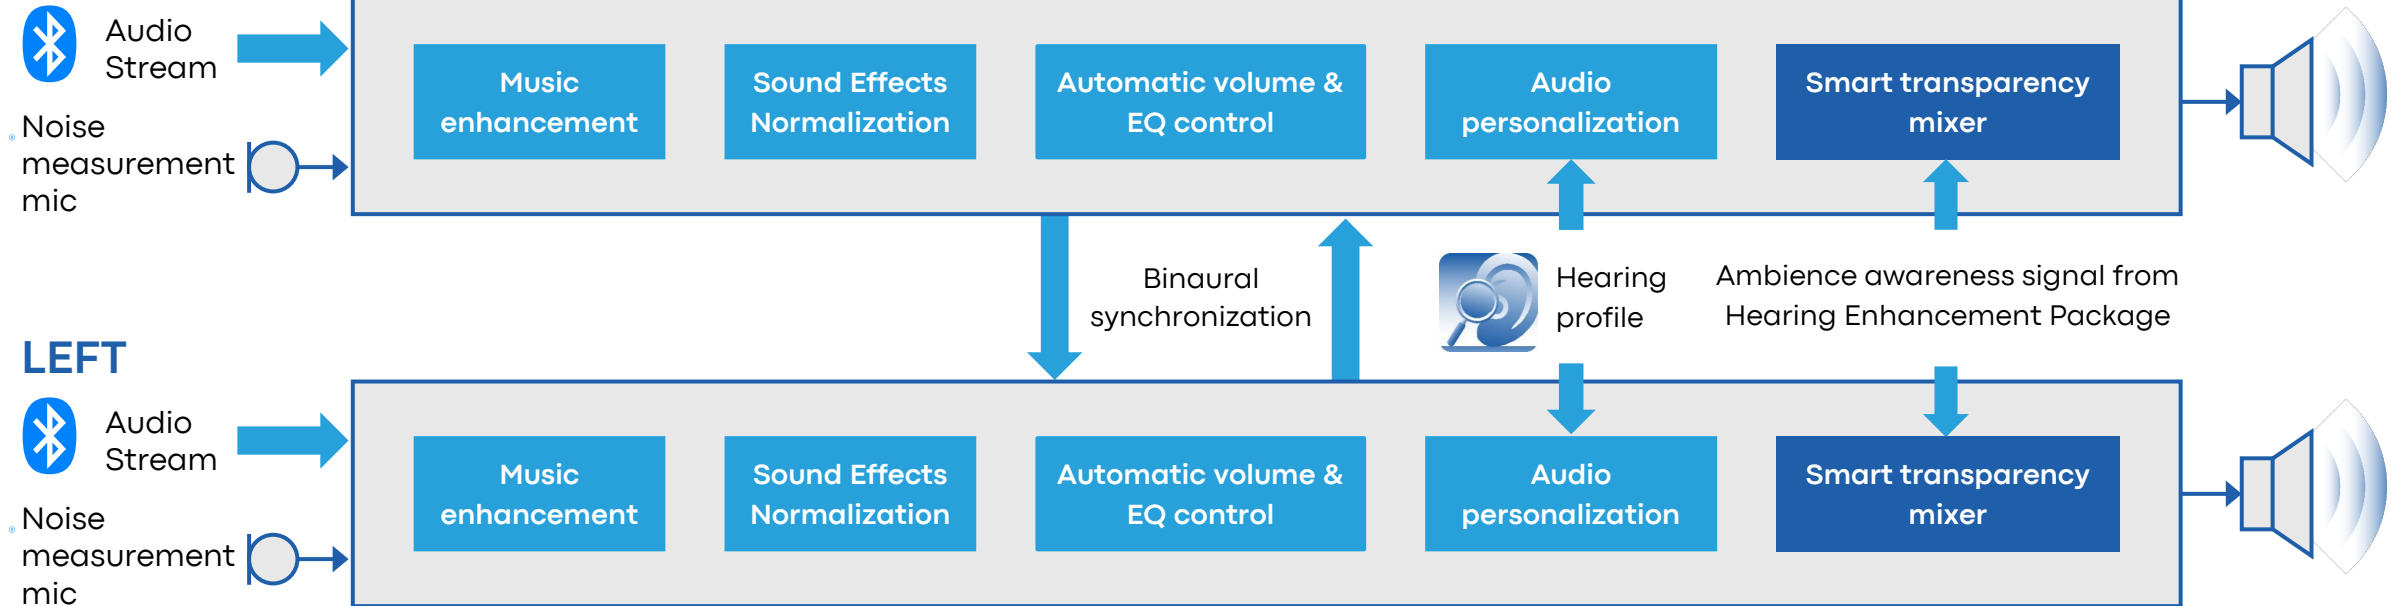 Audio
Stream
Noise
measurement
mic
Music
enhancement
Sound Effects
Normalization
Automatic volume &
EQ control
Audio
personalization
Smart transparency
mixer
Binaural
synchronization
Hearing
profile
Ambience awareness signal from
Hearing Enhancement Package
LEFT
Audio
Stream
Noise
measurement
mic
Music
enhancement
Sound Effects
Normalization
Automatic volume &
EQ control
Audio
personalization
Smart transparency
mixer